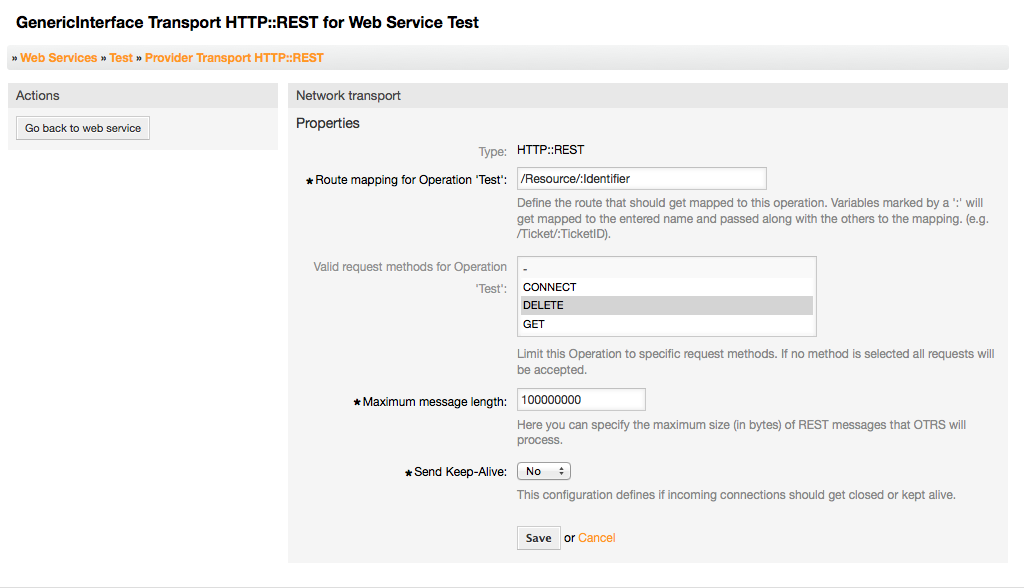 GenericInterface Transport HTTP::REST for Web Service Test
» Web Services » Test » Provider Transport HTTP::REST
Actions
Go back to web service
Network transport
Properties
Type: HTTP::REST
★ Route mapping for Operation 'Test': /Resource/:Identifier
Define the route that should get mapped to this operation. Variables marked by a ':' will
get mapped to the entered name and passed along with the others to the mapping. (e.g.
/Ticket/:TicketID).
Valid request methods for Operation
'Test':
-
CONNECT
DELETE
GET
Limit this Operation to specific request methods. If no method is selected all requests will
be accepted.
★ Maximum message length: 100000000
Here you can specify the maximum size (in bytes) of REST messages that OTRS will
process.
★ Send Keep-Alive: No
This configuration defines if incoming connections should get closed or kept alive.
Save or Cancel